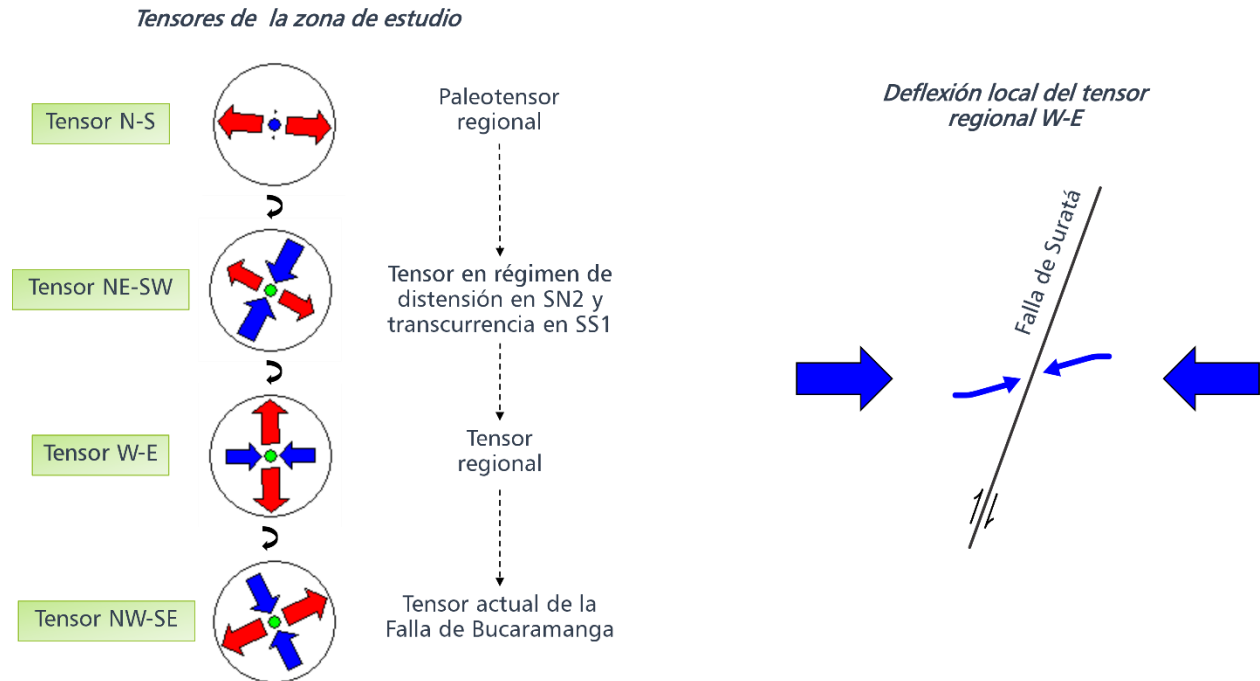 Tensores de la zona de estudio
Tensor N-S
Paleotensor
regional
Tensor NE-SW
Tensor en régimen de
distensión en SN2 y
transcurrencia en SS1
Tensor W-E
Tensor
regional
Tensor NW-SE
Tensor actual de la
Falla de Bucaramanga
Deflexión local del tensor
regional W-E
Falla de Suratá